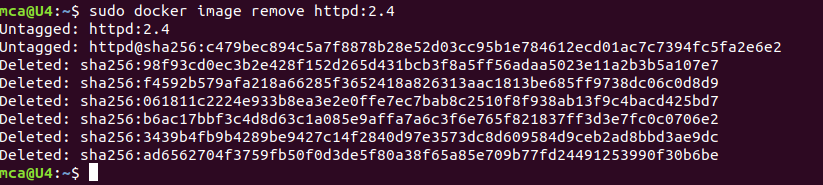 mca@U4:~$ sudo docker image remove httpd:2.4
Untagged: httpd:2.4
Untagged: httpd@sha256:c479bec894c5a7f8878b28e52d03cc95b1e784612ecd01ac7c7394fc5fa2e6e2
Deleted: sha256:98f93cd0ec3b2e428f152d265d431bcb3f8a5ff56adaa5023e11a2b3b5a107e7
Deleted: sha256:f4592b579afa218a66285f3652418a826313aac1813be685ff9738dc06c0d8d9
Deleted: sha256:061811c2224e933b8ea3e2e0ffe7ec7bab8c2510f8f938ab13f9c4bacd425bd7
Deleted: sha256:b6ac17bbf3c4d8d63c1a085e9affa7a6c3f6e765f821837ff3d3e7fc0c0706e2
Deleted: sha256:3439b4fb9b4289be9427c14f2840d97e3573dc8d609584d9ceb2ad8bbd3ae9dc
Deleted: sha256:ad6562704f3759fb50f0d3de5f80a38f65a85e709b77fd24491253990f30b6be
mca@U4:~$